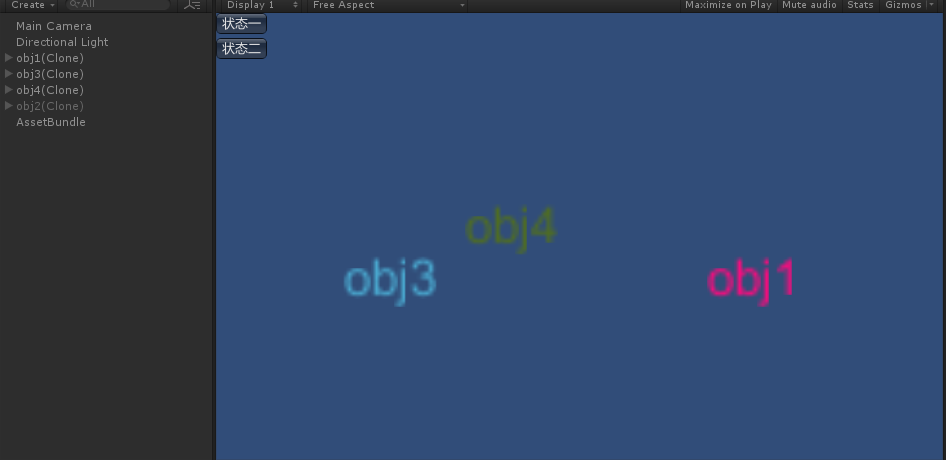 Create
All
Main Camera
Directional Light
obj1(Clone)
obj3(Clone)
obj4(Clone)
obj2(Clone)
AssetBundle
Display 1 Free Aspect Maximize on Play Mute audio Stats Gizmos
状态一
状态二
obj4
obj3 obj1